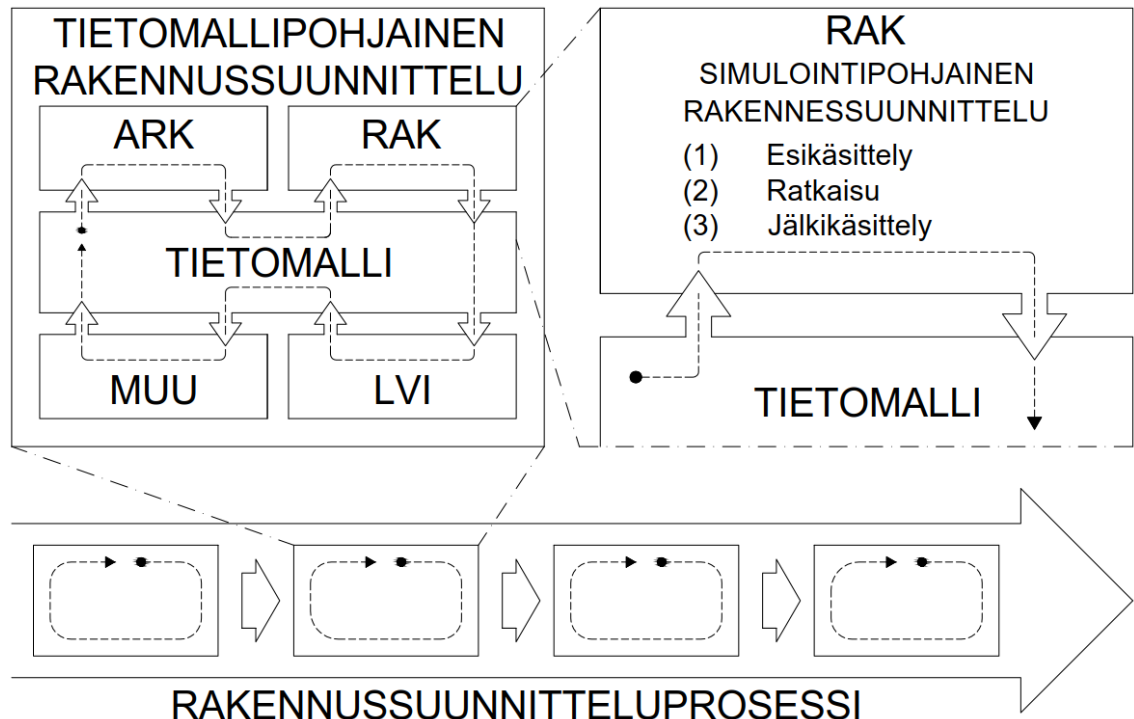 TIETOMALLIPOHJAINEN
RAKENNUSSUUNNITTELU
ARK
RAK
TIETOMALLI
MUU
LVI
RAK
SIMULOINTIPOHJAINEN
RAKENNESSUUNNITTELU
(1) Esikäsittely
(2) Ratkaisu
(3) Jälkikäsittely
TIETOMALLI
RAKENNUSSUUNNITTELUPROSESSI